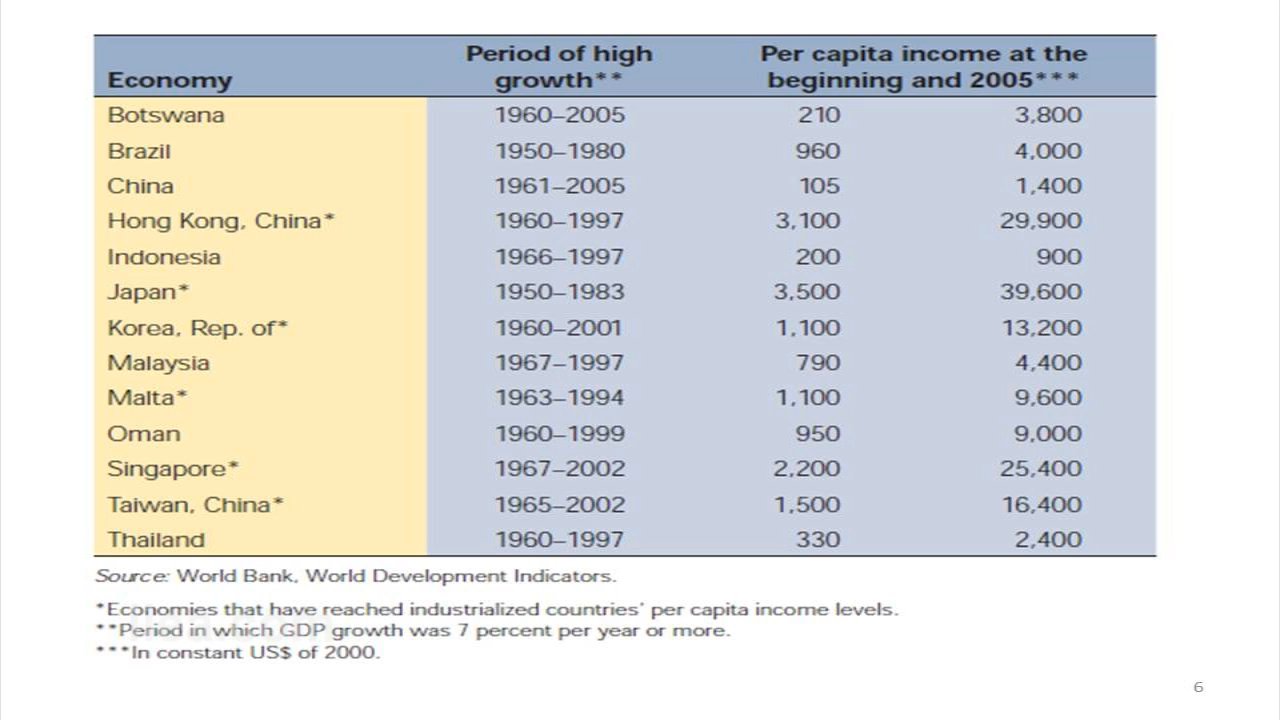 Economy Period of high growth** Per capita income at the beginning and 2005***
Botswana 1960–2005 210 3,800
Brazil 1950–1980 960 4,000
China 1961–2005 105 1,400
Hong Kong, China* 1960–1997 3,100 29,900
Indonesia 1966–1997 200 900
Japan* 1950–1983 3,500 39,600
Korea, Rep. of* 1960–2001 1,100 13,200
Malaysia 1967–1997 790 4,400
Malta* 1963–1994 1,100 9,600
Oman 1960–1999 950 9,000
Singapore* 1967–2002 2,200 25,400
Taiwan, China* 1965–2002 1,500 16,400
Thailand 1960–1997 330 2,400
Source: World Bank, World Development Indicators.
*Economies that have reached industrialized countries' per capita income levels.
**Period in which GDP growth was 7 percent per year or more.
***In constant US$ of 2000.
6